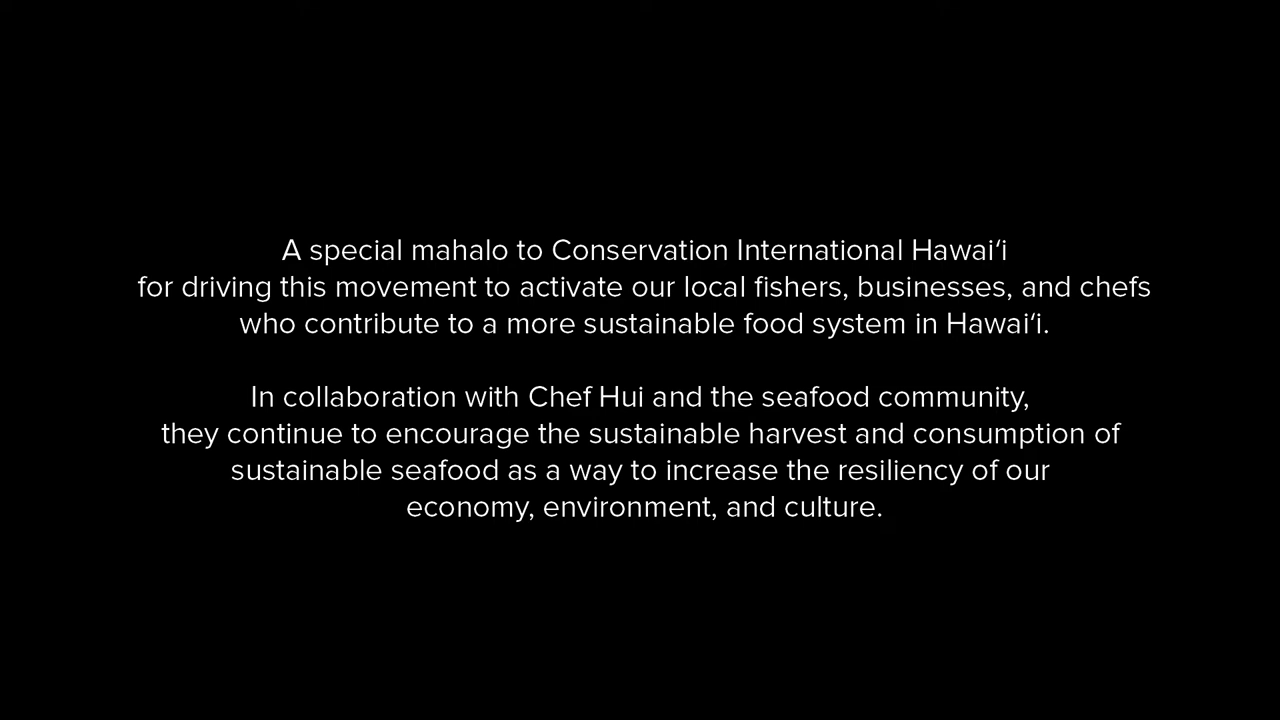 A special mahalo to Conservation International Hawaiʻi
for driving this movement to activate our local fishers, businesses, and chefs
who contribute to a more sustainable food system in Hawaiʻi.
In collaboration with Chef Hui and the seafood community,
they continue to encourage the sustainable harvest and consumption of
sustainable seafood as a way to increase the resiliency of our
economy, environment, and culture.